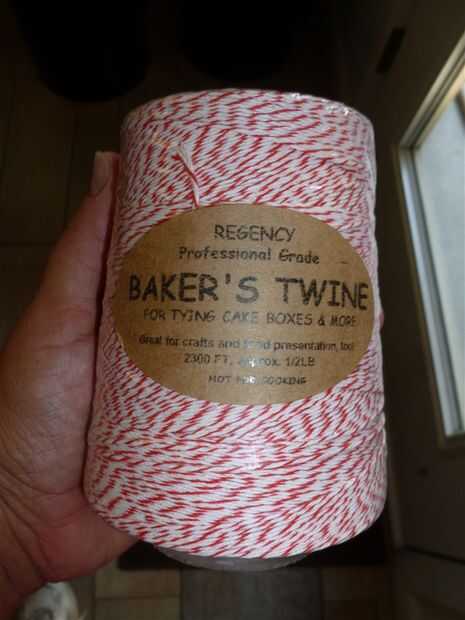 REGENCY
Professional Grade
BAKER'S TWINE
FOR TYING CAKE BOXES & MORE
Great for crafts and food presentation, too!
2300 FT, Approx. 1/2LB
NOT FOR COOKING